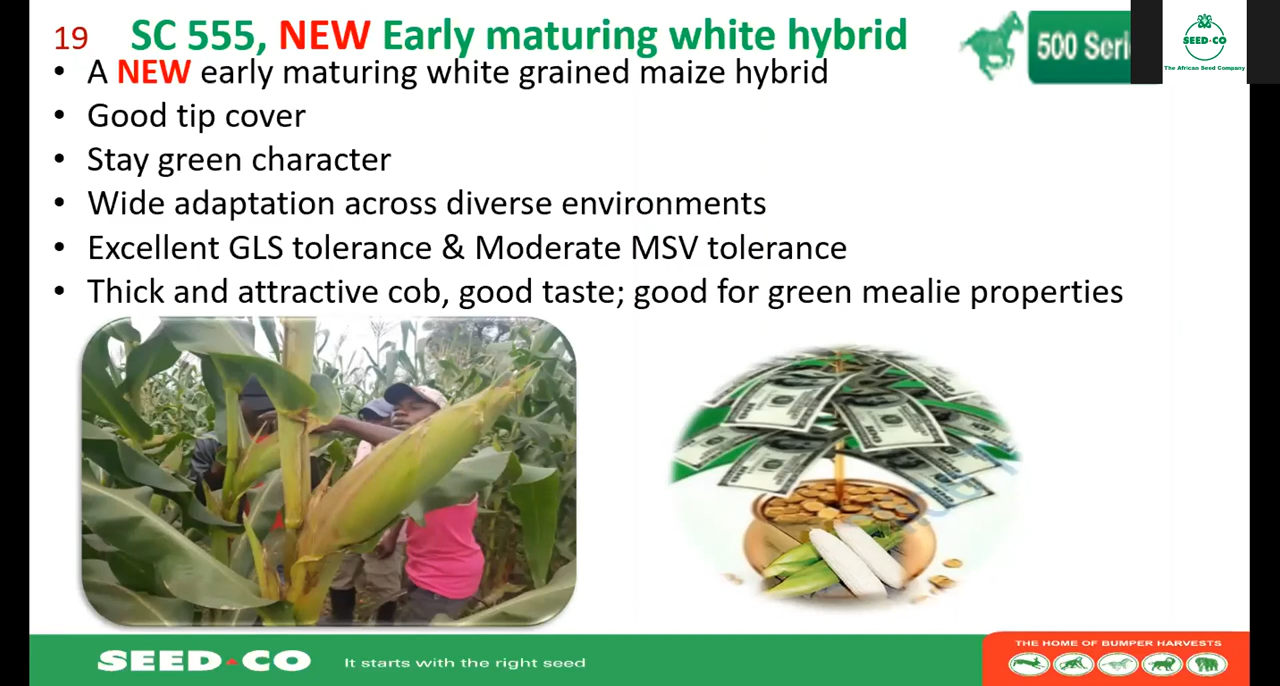 19 SC 555, NEW Early maturing white hybrid
500 Seri
SEED CO
The African Seed Company
• A NEW early maturing white grained maize hybrid
• Good tip cover
• Stay green character
• Wide adaptation across diverse environments
• Excellent GLS tolerance & Moderate MSV tolerance
• Thick and attractive cob, good taste; good for green mealie properties
SEED CO It starts with the right seed
THE HOME OF BUMPER HARVESTS